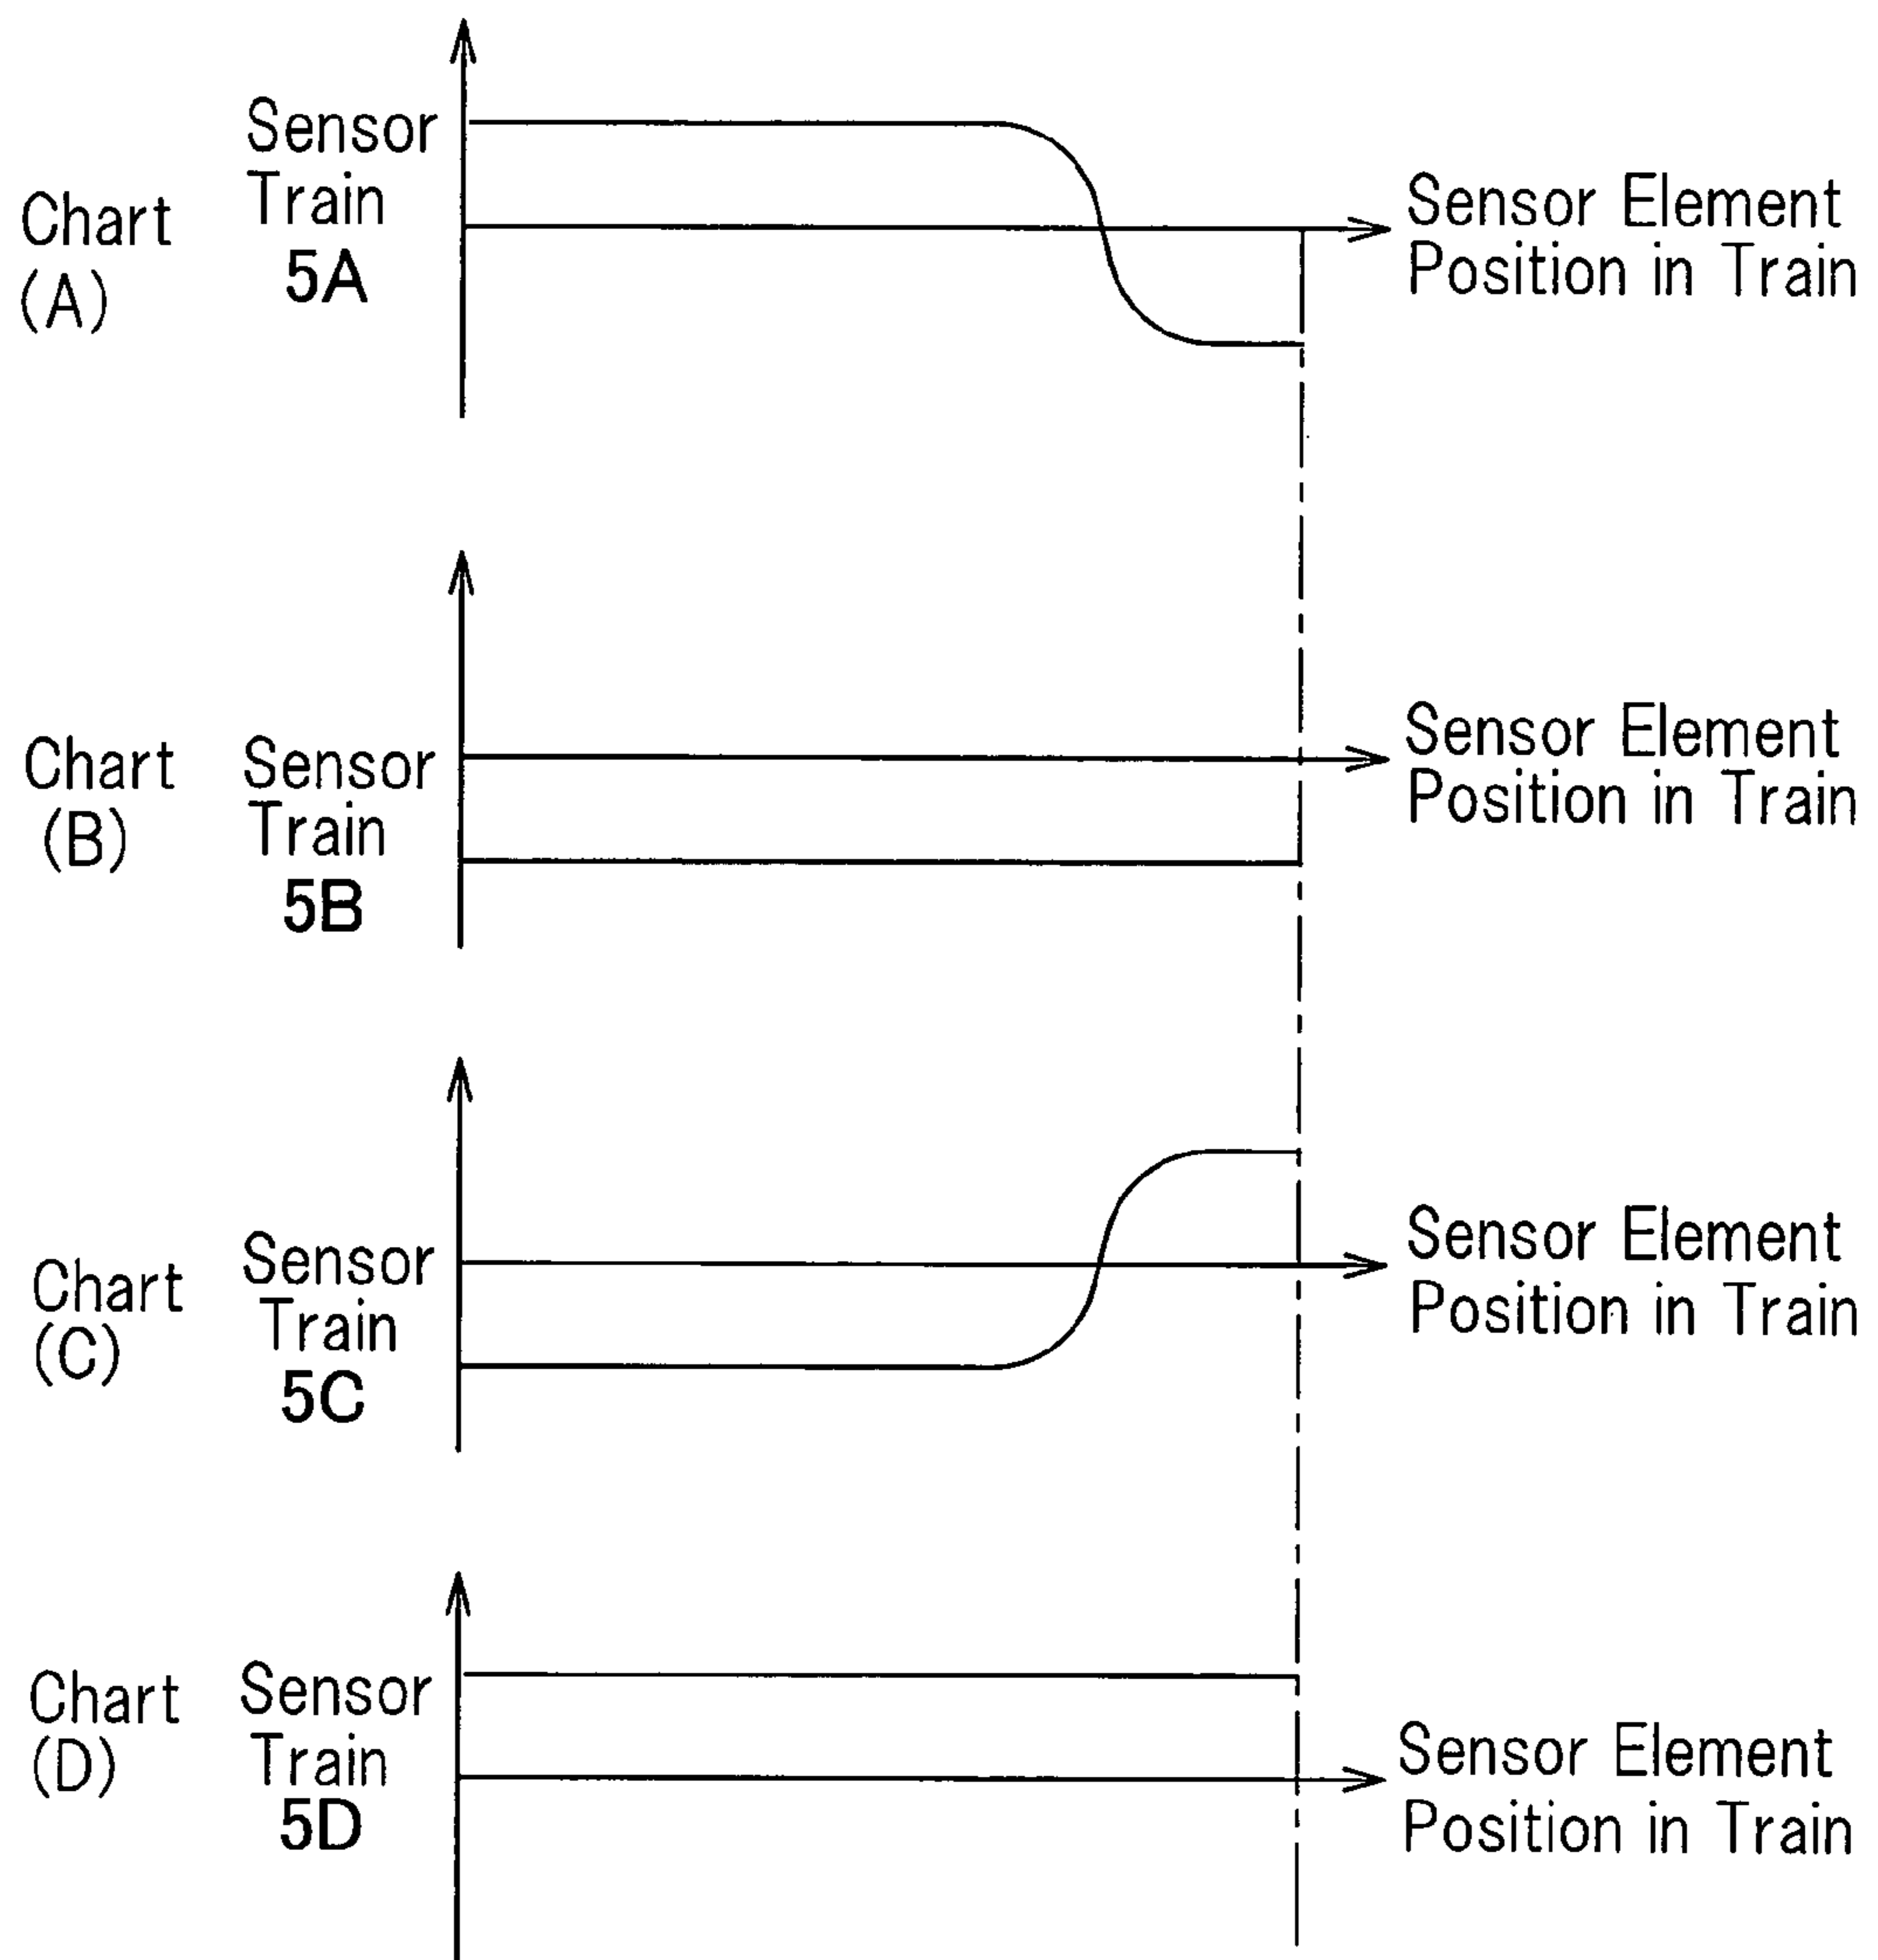 Chart
(A)
Sensor
Train
5A
Sensor Element
Position in Train
Chart
(B)
Sensor
Train
5B
Sensor Element
Position in Train
Chart
(C)
Sensor
Train
5C
Sensor Element
Position in Train
Chart
(D)
Sensor
Train
5D
Sensor Element
Position in Train